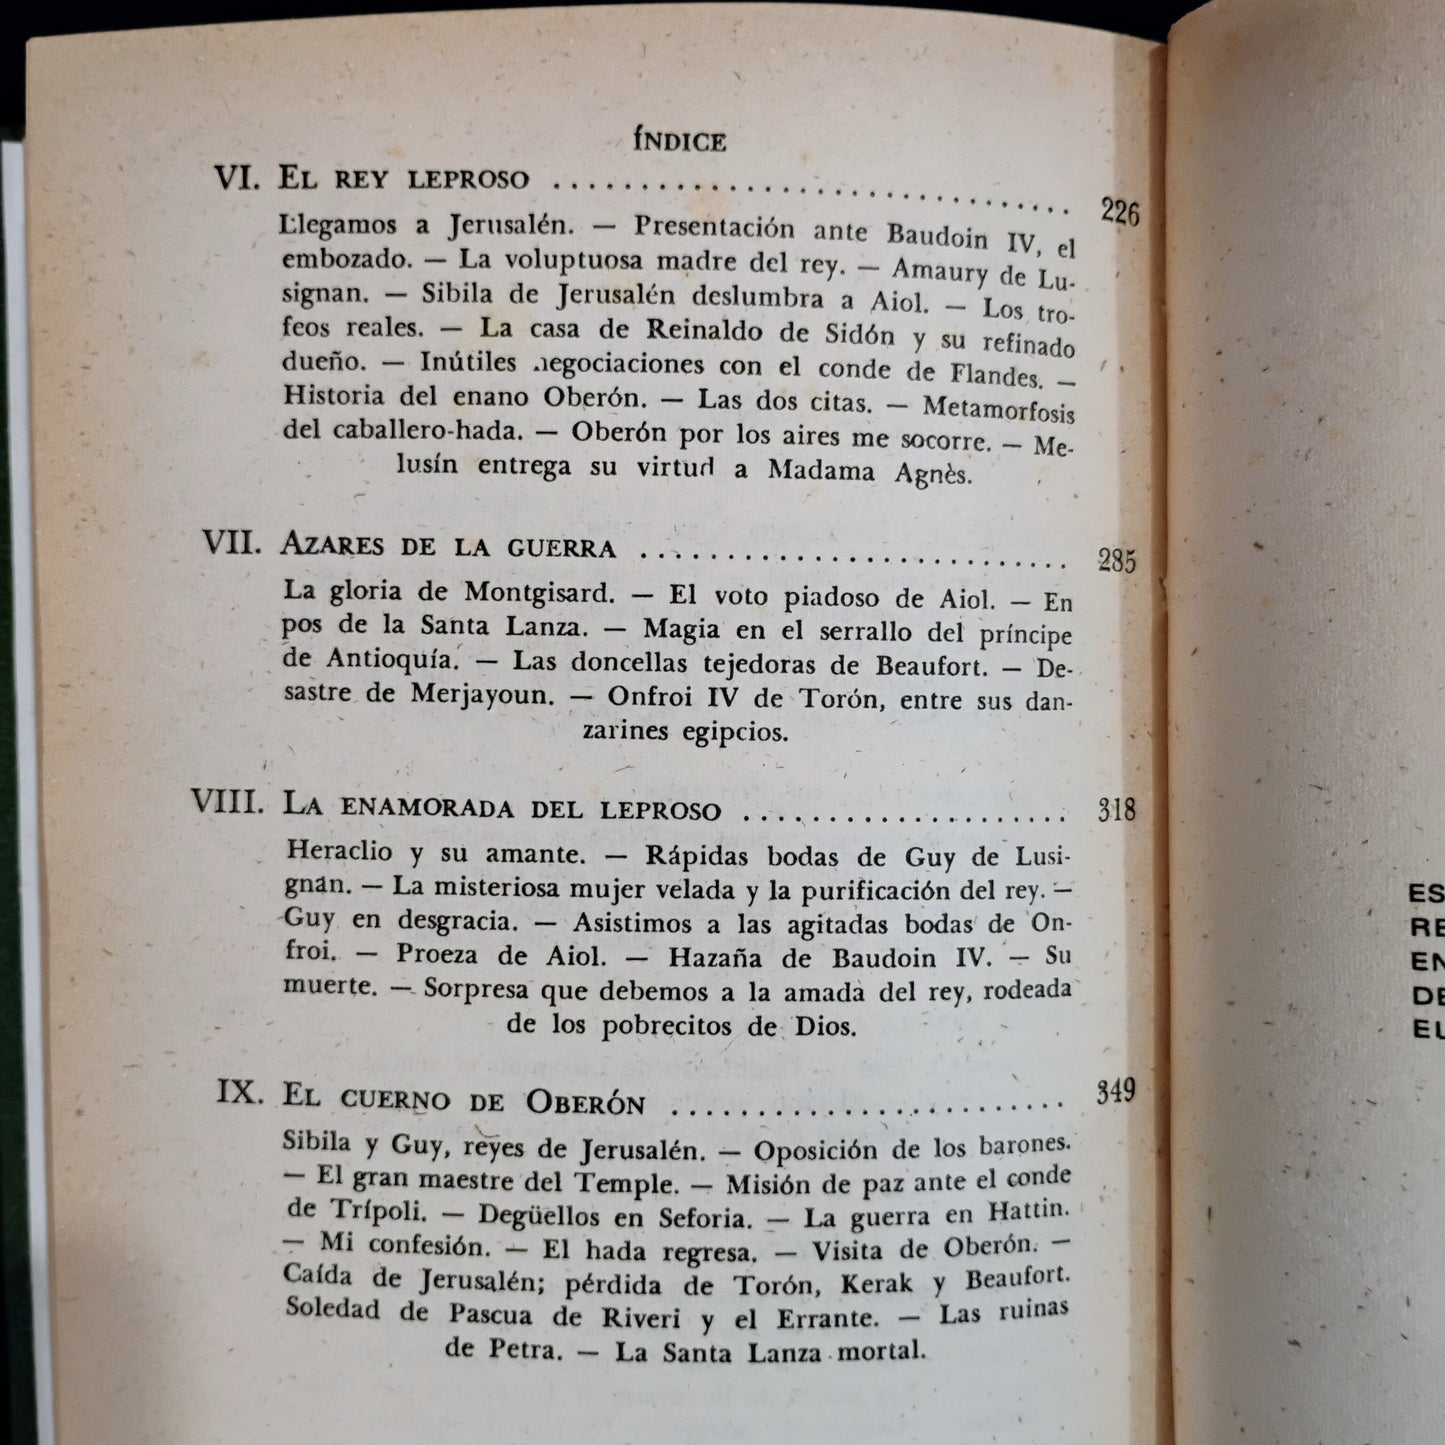 ÍNDICE
VI. EL REY LEPROSO . . . . . . . . . . . . . . . . . . . . . . . . . . . . . . 226
Llegamos a Jerusalén. — Presentación ante Baudoin IV, el
embozado. — La voluptuosa madre del rey. — Amaury de Lu-
signan. — Sibila de Jerusalén deslumbra a Aiol. — Los tro-
feos reales. — La casa de Reinaldo de Sidón y su refinado
dueño. — Inútiles negociaciones con el conde de Flandes. —
Historia del enano Oberón. — Las dos citas. — Metamorfosis
del caballero-hada. — Oberón por los aires me socorre. — Me-
lusín entrega su virtud a Madama Agnès.
VII. AZARES DE LA GUERRA . . . . . . . . . . . . . . . . . . . . . . . . . 285
La gloria de Montgisard. — El voto piadoso de Aiol. — En
pos de la Santa Lanza. — Magia en el serrallo del príncipe
de Antioquía. — Las doncellas tejedoras de Beaufort. — De-
sastre de Merjayoun. — Onfroi IV de Torón, entre sus dan-
zarines egipcios.
VIII. LA ENAMORADA DEL LEPROSO . . . . . . . . . . . . . . . . . . . 318
Heraclio y su amante. — Rápidas bodas de Guy de Lusi-
gnan. — La misteriosa mujer velada y la purificación del rey. —
Guy en desgracia. — Asistimos a las agitadas bodas de On-
froi. — Proeza de Aiol. — Hazaña de Baudoin IV. — Su
muerte. — Sorpresa que debemos a la amada del rey, rodeada
de los pobrecitos de Dios.
IX. EL CUERNO DE OBERÓN . . . . . . . . . . . . . . . . . . . . . . . 349
Sibila y Guy, reyes de Jerusalén. — Oposición de los barones.
— El gran maestre del Temple. — Misión de paz ante el conde
de Trípoli. — Degüellos en Seforia. — La guerra en Hattin.
— Mi confesión. — El hada regresa. — Visita de Oberón. —
Caída de Jerusalén; pérdida de Torón, Kerak y Beaufort.
Soledad de Pascua de Riveri y el Errante. — Las ruinas
de Petra. — La Santa Lanza mortal.
ES
RE
EN
DE